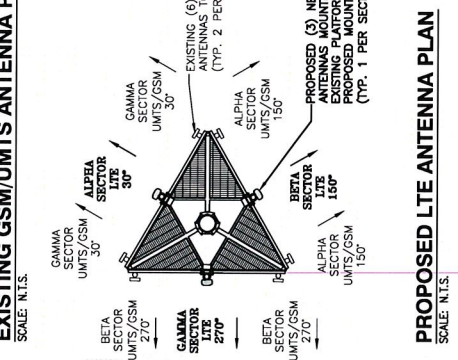 EXISTING GSM/UMTS ANTENNA
SCALE: N.T.S.
EXISTING (6)
ANTENNAS
(TYP. 2 PER
GAMMA
SECTOR
UMTS/GSM
30°
ALPHA
SECTOR
UMTS/GSM
150°
PROPOSED (3)
ANTENNAS MOUNT
EXISTING PLATFOR
PROPOSED MOUNT
(TYP. 1 PER SECT
ALPHA
SECTOR
LTE
30°
BETA
SECTOR
LTE
150°
GAMMA
SECTOR
UMTS/GSM
30°
ALPHA
SECTOR
UMTS/GSM
150°
BETA
SECTOR
UMTS/GSM
270°
GAMMA
SECTOR
LTE
270°
BETA
SECTOR
UMTS/GSM
270°
PROPOSED LTE ANTENNA PLAN
SCALE: N.T.S.